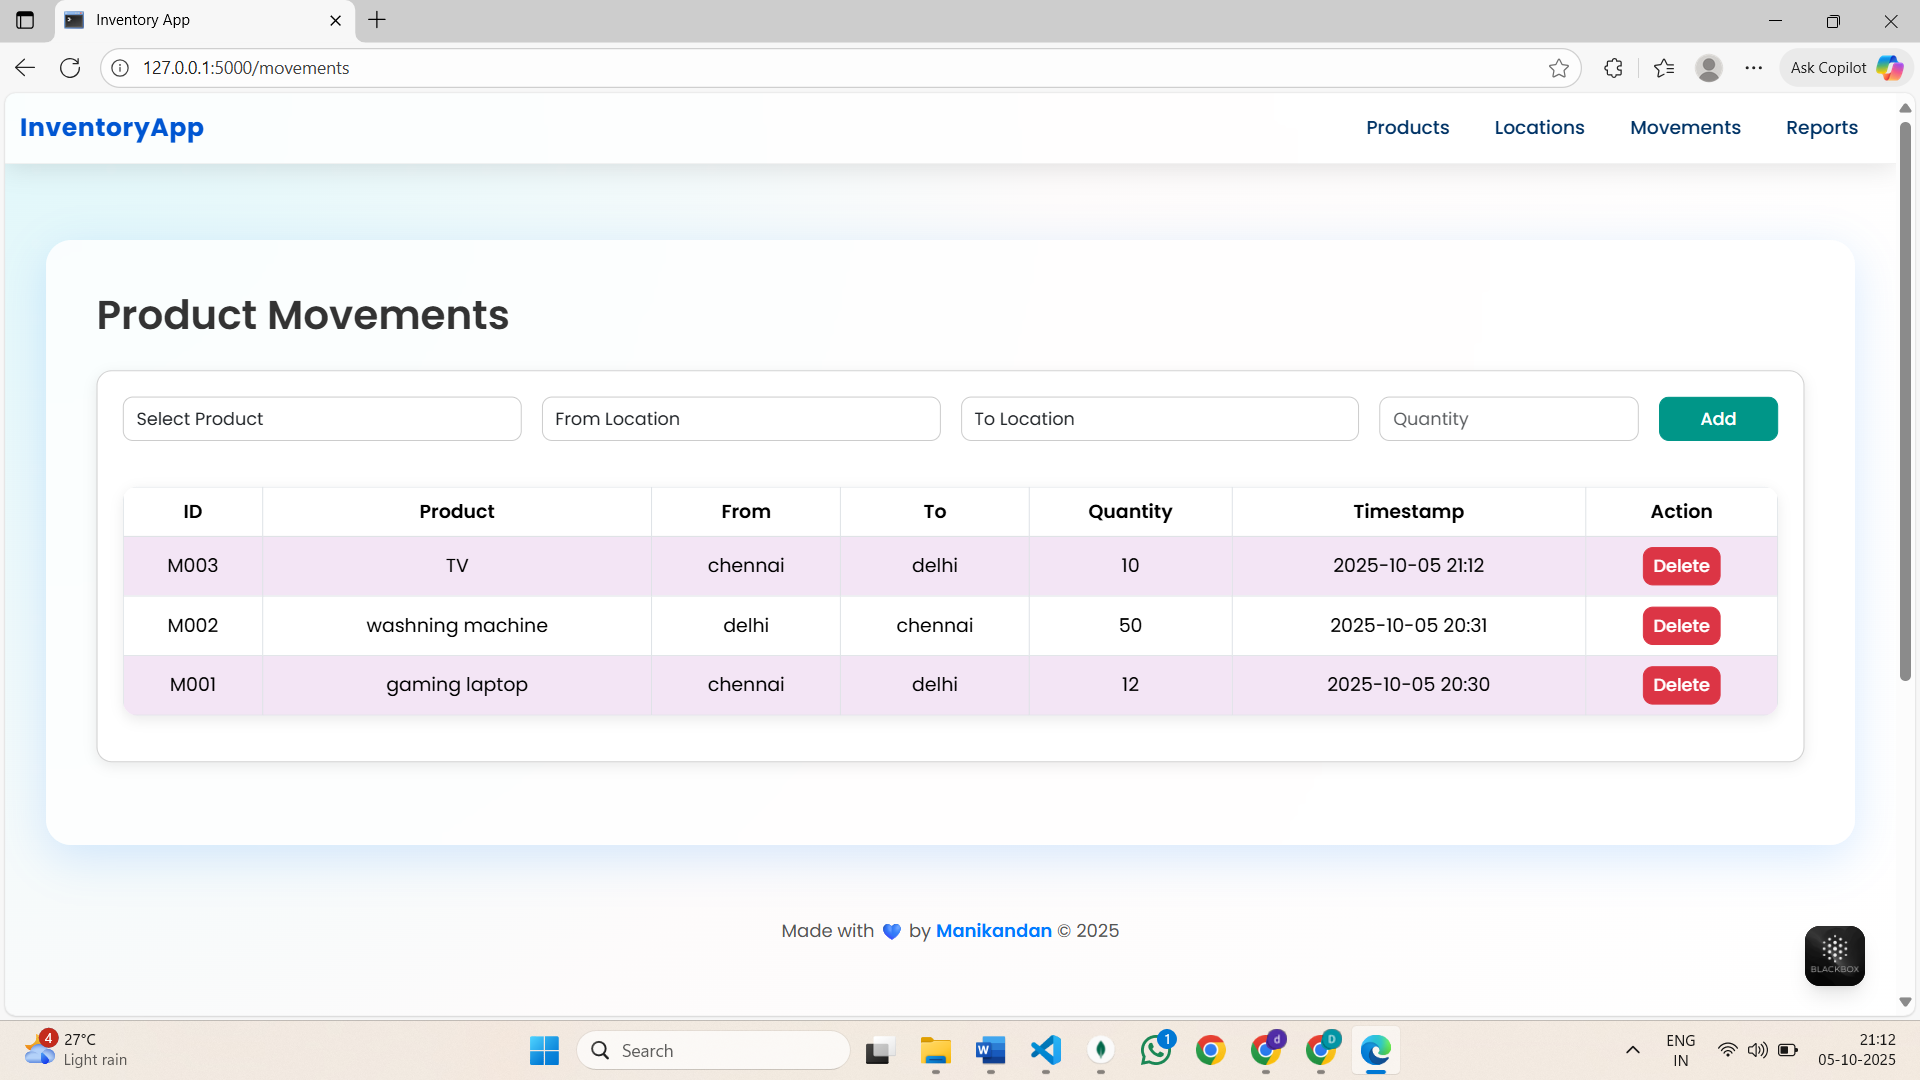 Inventory App
127.0.0.1:5000/movements
Ask Copilot
InventoryApp
Products Locations Movements Reports
Product Movements
Select Product From Location To Location Quantity Add
ID Product From To Quantity Timestamp Action
M003 TV chennai delhi 10 2025-10-05 21:12 Delete
M002 washning machine delhi chennai 50 2025-10-05 20:31 Delete
M001 gaming laptop chennai delhi 12 2025-10-05 20:30 Delete
Made with 💙 by Manikandan © 2025
BLACKBOX
4 27°C
Light rain
Search
W
1
d
D
ENG
IN
21:12
05-10-2025